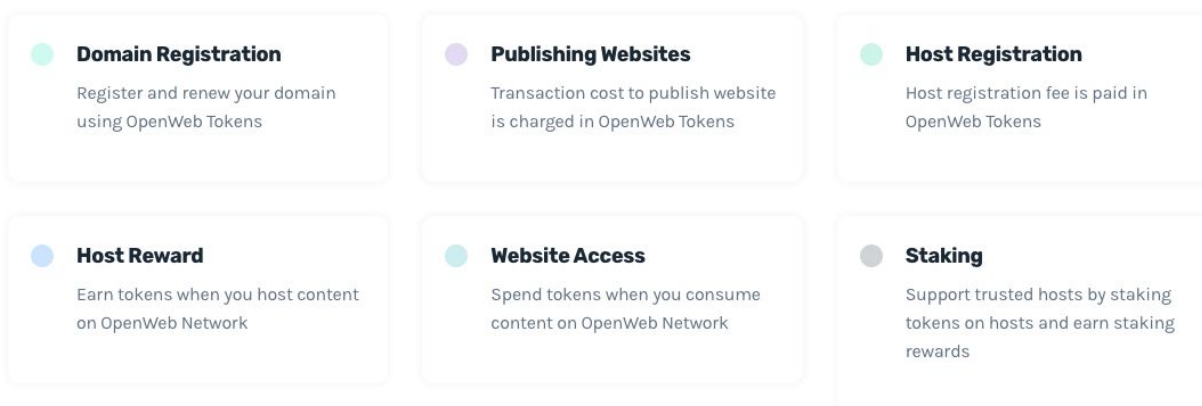 Domain Registration
Register and renew your domain
using OpenWeb Tokens
Publishing Websites
Transaction cost to publish website
is charged in OpenWeb Tokens
Host Registration
Host registration fee is paid in
OpenWeb Tokens
Host Reward
Earn tokens when you host content
on OpenWeb Network
Website Access
Spend tokens when you consume
content on OpenWeb Network
Staking
Support trusted hosts by staking
tokens on hosts and earn staking
rewards